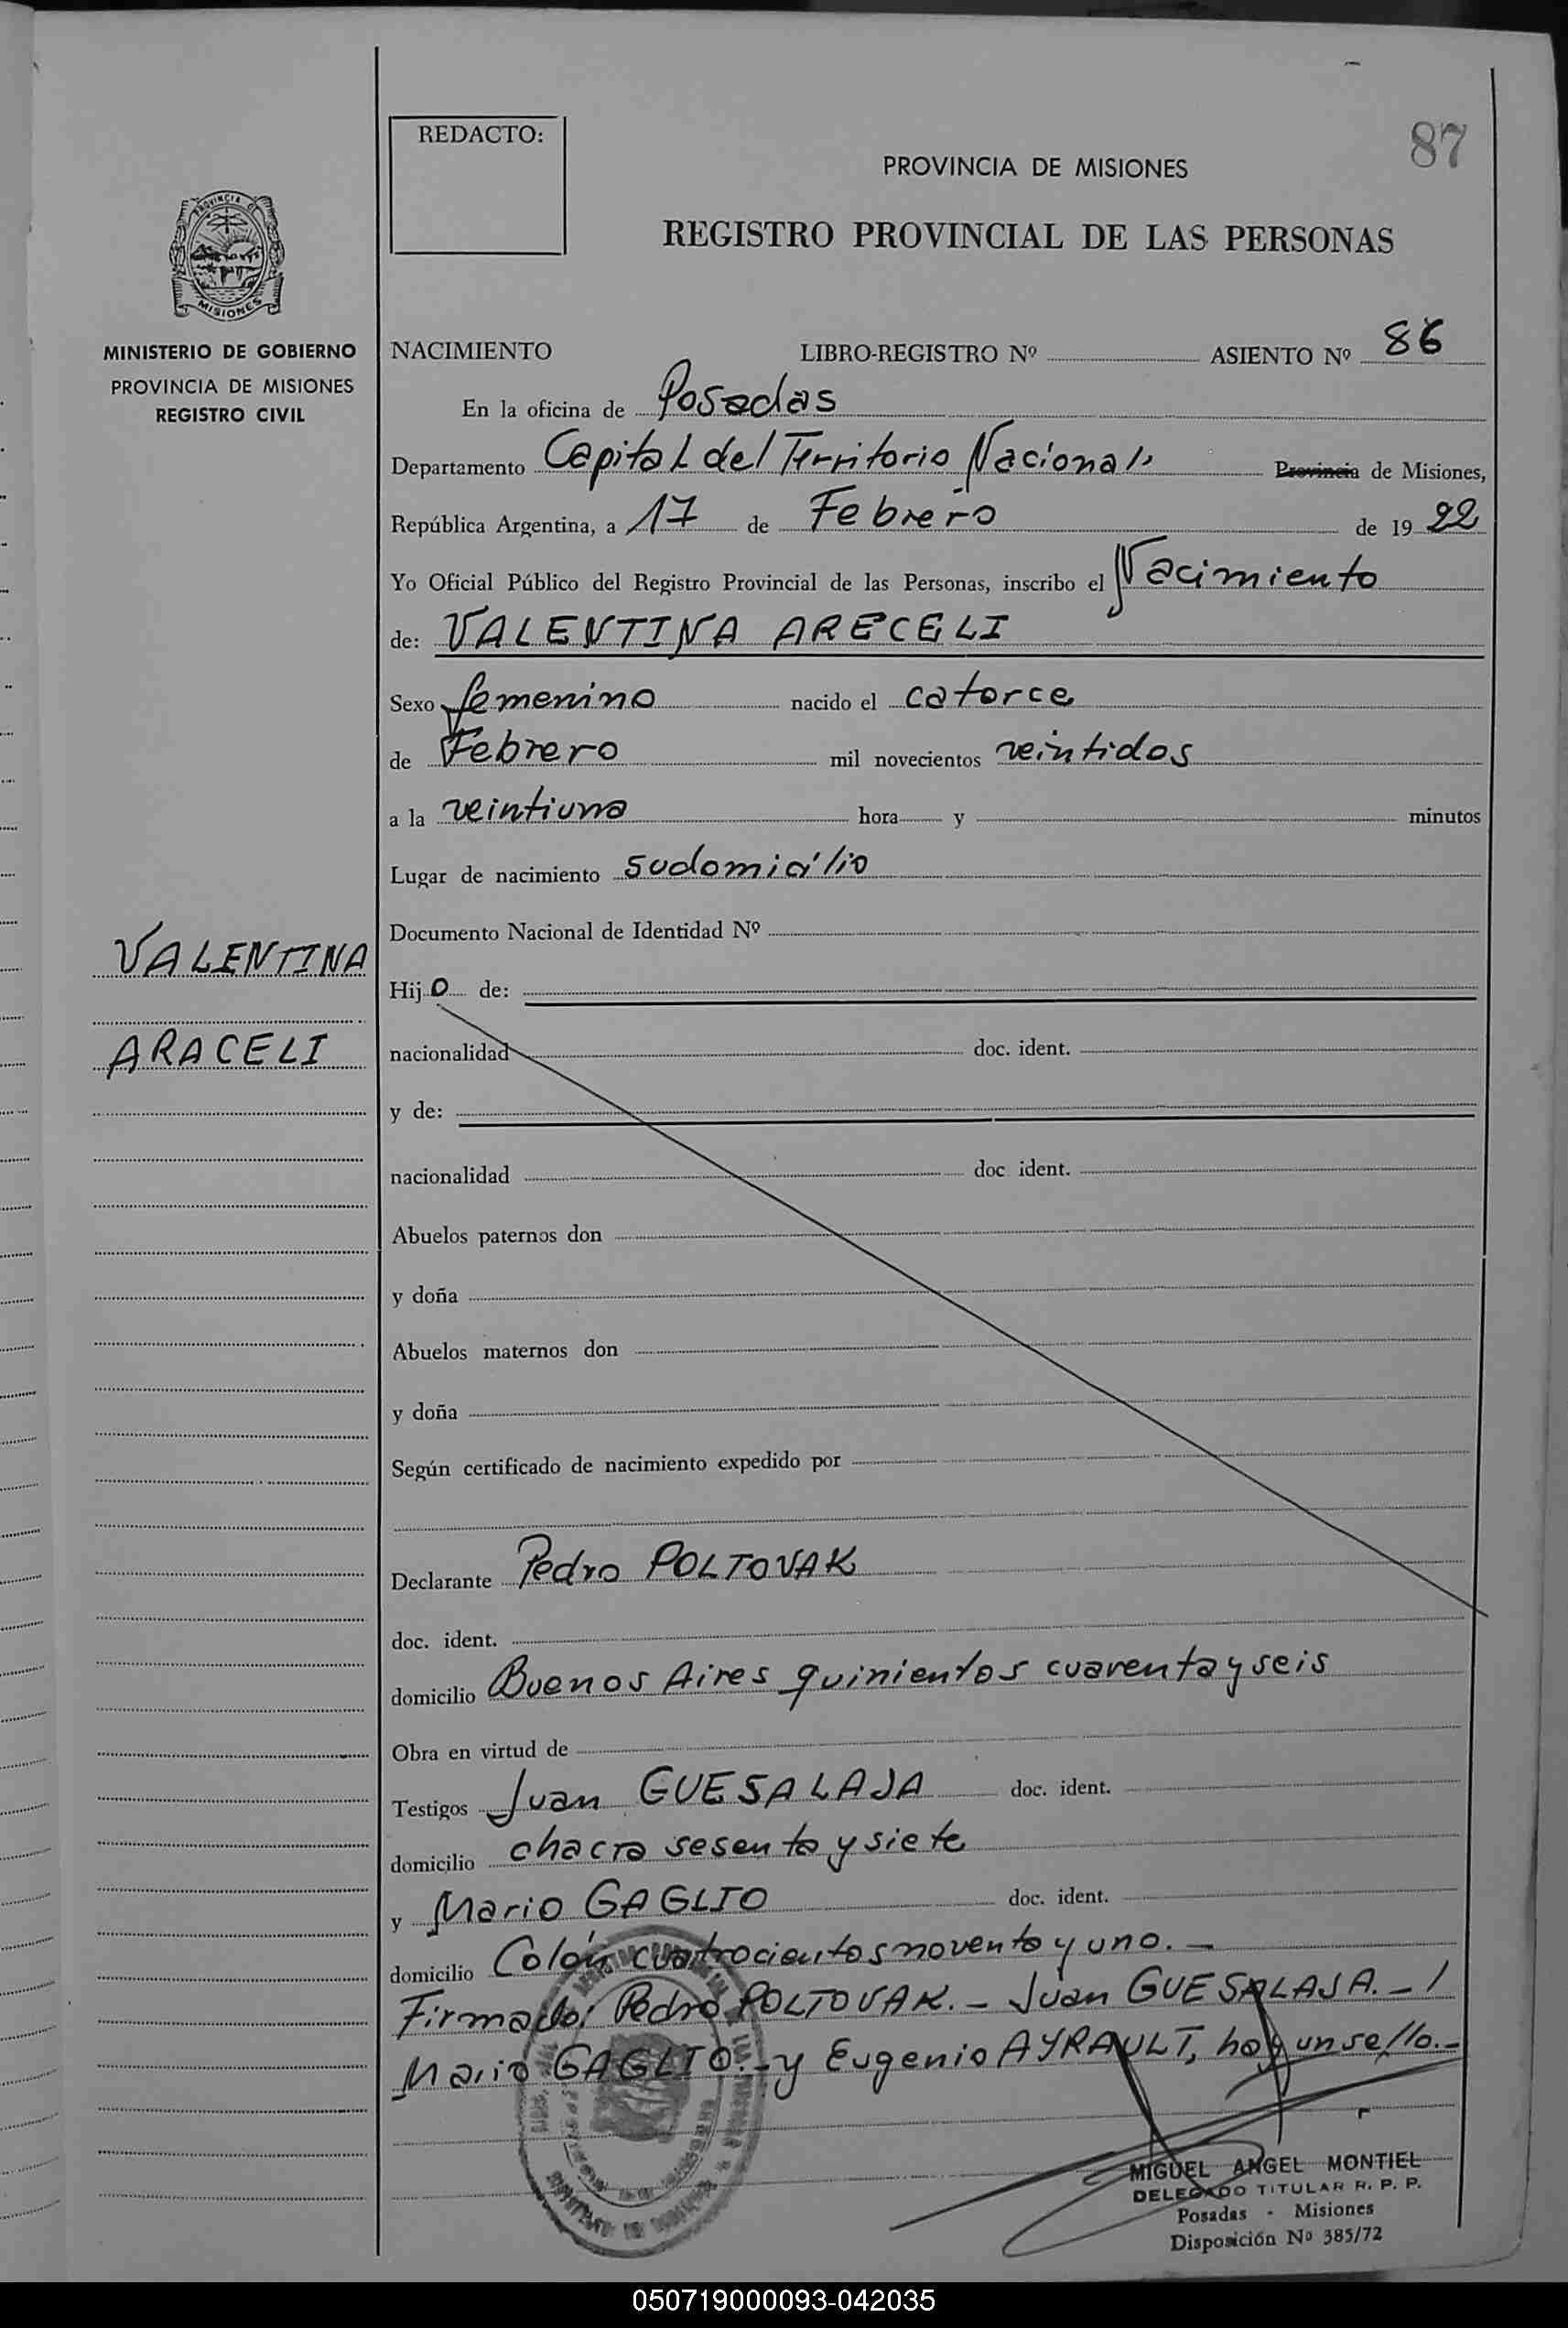 87
REDACTO:
PROVINCIA DE MISIONES
REGISTRO PROVINCIAL DE LAS PERSONAS
PROVINCIA DE
MISIONES
MINISTERIO DE GOBIERNO
PROVINCIA DE MISIONES
REGISTRO CIVIL
NACIMIENTO LIBRO-REGISTRO Nº ASIENTO Nº 86
En la oficina de Posadas
Departamento Capital del Territorio Nacional Provincia de Misiones,
República Argentina, a 17 de Febrero de 19 22
Yo Oficial Público del Registro Provincial de las Personas, inscribo el Nacimiento
de: VALENTINA ARECELI
Sexo femenino nacido el catorce
de Febrero mil novecientos veintidos
a la veintiuna hora y minutos
Lugar de nacimiento su domicilio
Documento Nacional de Identidad Nº
VALENTINA
ARACELI
Hij o de:
nacionalidad doc. ident.
y de:
nacionalidad doc ident.
Abuelos paternos don
y doña
Abuelos maternos don
y doña
Según certificado de nacimiento expedido por
Declarante Pedro POLTOVAK
doc. ident.
domicilio Buenos Aires quinientos cuarenta y seis
Obra en virtud de
Testigos Juan GUESALAJA doc. ident.
domicilio chacra sesenta y siete
y Mario GAGLIO doc. ident.
domicilio Colón cuatrocientos noventa y uno.-
Firmado: Pedro POLTOVAK.- Juan GUESALAJA.-
Mario GAGLIO.- y Eugenio AYRAULT, hay un sello.-
MIGUEL ANGEL MONTIEL
DELEGADO TITULAR R. P. P.
Posadas - Misiones
Disposición Nº 385/72
050719000093-042035